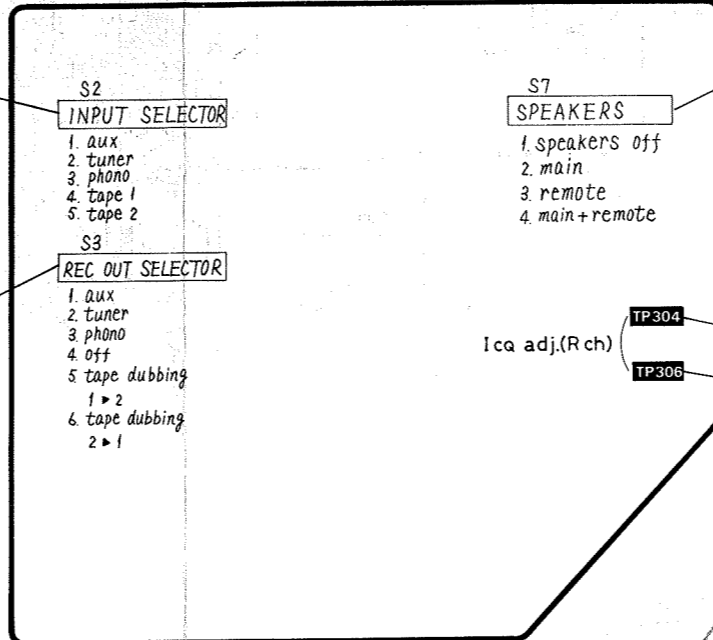 S2
INPUT SELECTOR
1. aux
2. tuner
3. phono
4. tape 1
5. tape 2
S3
REC OUT SELECTOR
1. aux
2. tuner
3. phono
4. off
5. tape dubbing
1 ▸ 2
6. tape dubbing
2 ▸ 1
S7
SPEAKERS
1. speakers off
2. main
3. remote
4. main + remote
Icq adj.(R ch)
TP304
TP306